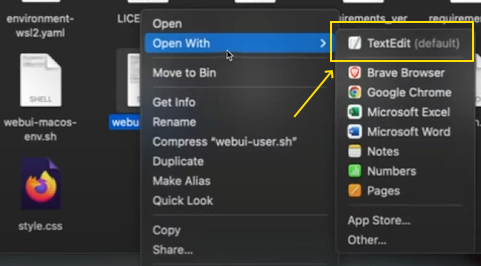 environment-
wsl2.yaml
LICE
Open
Open With
Move to Bin
Get Info
Rename
Compress "webui-user.sh"
Duplicate
Make Alias
Quick Look
Copy
Share...
TextEdit (default)
Brave Browser
Google Chrome
Microsoft Excel
Microsoft Word
Notes
Numbers
Pages
App Store...
Other...
SHELL
webui-macos-
env.sh
webu
style.css